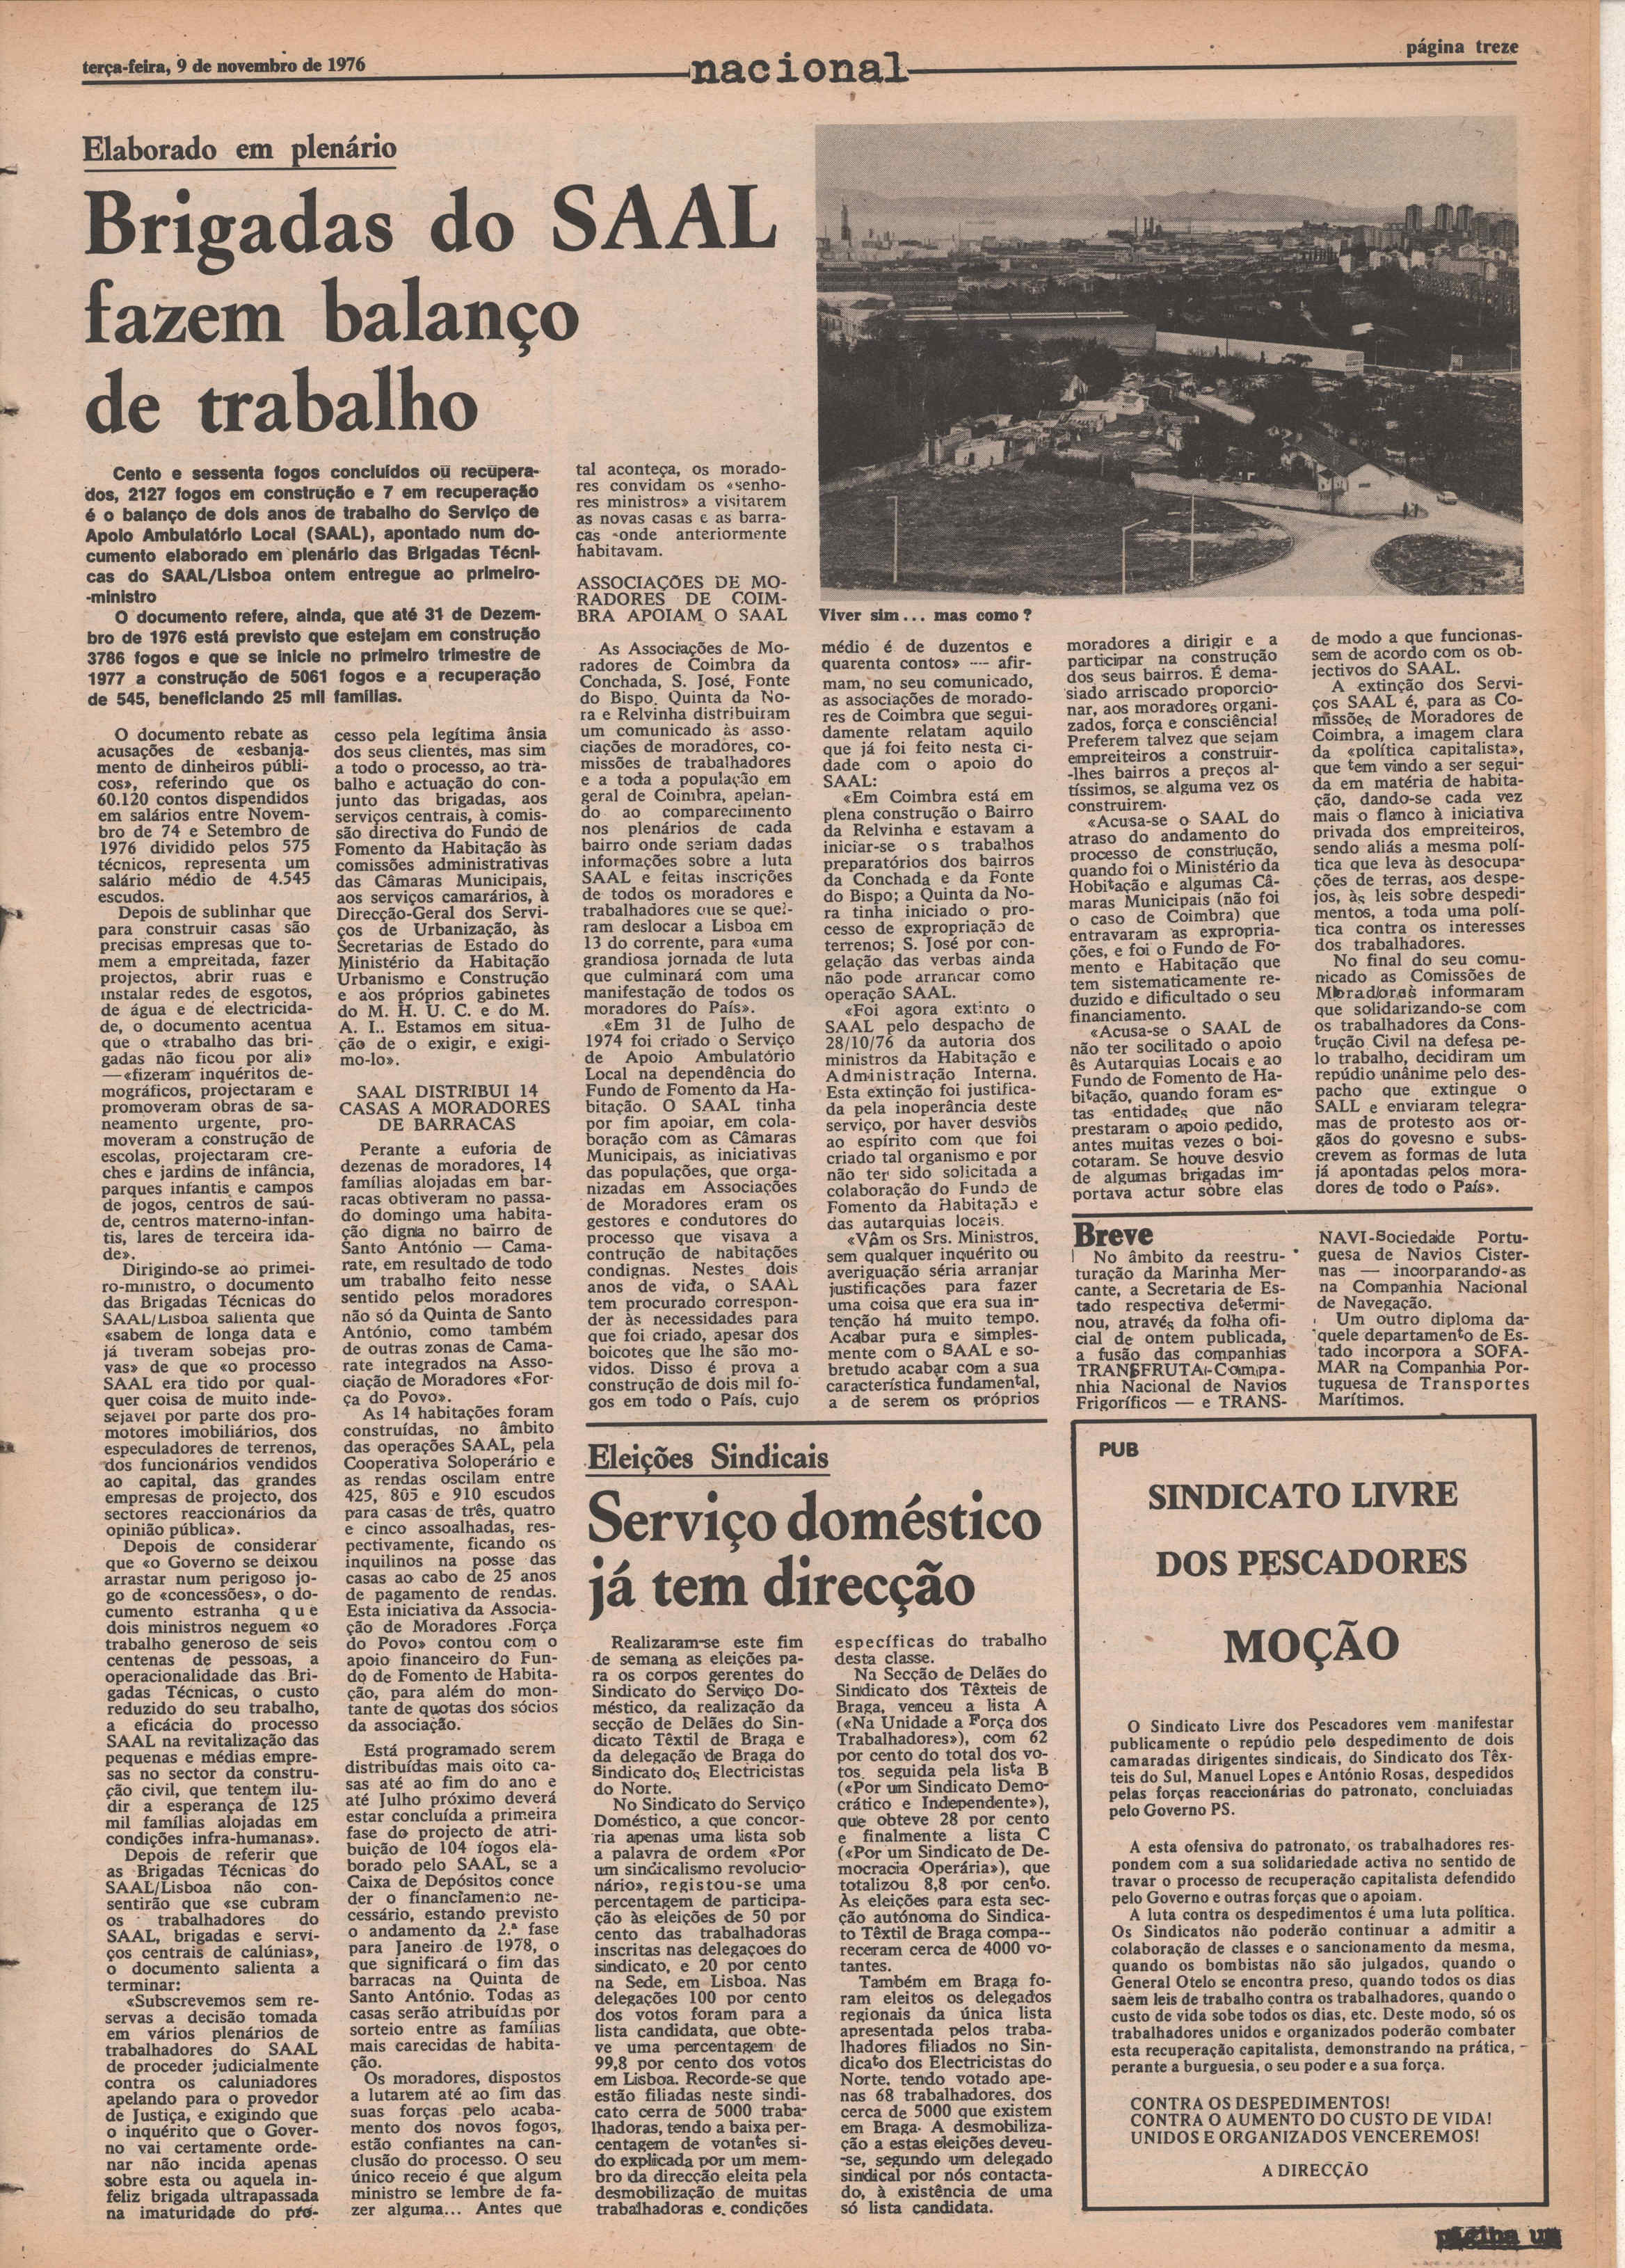 terça-feira, 9 de novembro de 1976
nacional
página treze
Elaborado em plenário
Brigadas do SAAL
fazem balanço
de trabalho
Cento e sessenta fogos concluídos ou recupera-
dos, 2127 fogos em construção e 7 em recuperação
é o balanço de dois anos de trabalho do Serviço de
Apoio Ambulatório Local (SAAL), apontado num do-
cumento elaborado em plenário das Brigadas Técni-
cas do SAAL/Lisboa ontem entregue ao primeiro-
-ministro
O documento refere, ainda, que até 31 de Dezem-
bro de 1976 está previsto que estejam em construção
3786 fogos e que se inicie no primeiro trimestre de
1977 a construção de 5061 fogos e a recuperação
de 545, beneficiando 25 mil famílias.
O documento rebate as
acusações de «esbanja-
mento de dinheiros públi-
cos», referindo que os
60.120 contos dispendidos
em salários entre Novem-
bro de 74 e Setembro de
1976 dividido pelos 575
técnicos, representa um
salário médio de 4.545
escudos.
Depois de sublinhar que
para construir casas são
precisas empresas que to-
mem a empreitada, fazer
projectos, abrir ruas e
instalar redes de esgotos,
de água e de electricida-
de, o documento acentua
que o «trabalho das bri-
gadas não ficou por ali»
—«fizeram inquéritos de-
mográficos, projectaram e
promoveram obras de sa-
neamento urgente, pro-
moveram a construção de
escolas, projectaram cre-
ches e jardins de infância,
parques infantis e campos
de jogos, centros de saú-
de, centros materno-infan-
tis, lares de terceira ida-
de».
Dirigindo-se ao primei-
ro-ministro, o documento
das Brigadas Técnicas do
SAAL/Lisboa salienta que
«sabem de longa data e
já tiveram sobejas pro-
vas» de que «o processo
SAAL era tido por qual-
quer coisa de muito inde-
sejavel por parte dos pro-
motores imobiliários, dos
especuladores de terrenos,
dos funcionários vendidos
ao capital, das grandes
empresas de projecto, dos
sectores reaccionários da
opinião pública».
Depois de considerar
que «o Governo se deixou
arrastar num perigoso jo-
go de «concessões», o do-
cumento estranha que
dois ministros neguem «o
trabalho generoso de seis
centenas de pessoas, a
operacionalidade das Bri-
gadas Técnicas, o custo
reduzido do seu trabalho,
a eficácia do processo
SAAL na revitalização das
pequenas e médias empre-
sas no sector da constru-
ção civil, que tentem ilu-
dir a esperança de 125
mil famílias alojadas em
condições infra-humanas».
Depois de referir que
as Brigadas Técnicas do
SAAL/Lisboa não con-
sentirão que «se cubram
os trabalhadores do
SAAL, brigadas e servi-
ços centrais de calúnias»,
o documento salienta a
terminar:
«Subscrevemos sem re-
servas a decisão tomada
em vários plenários de
trabalhadores do SAAL
de proceder judicialmente
contra os caluniadores
apelando para o provedor
de Justiça, e exigindo que
o inquérito que o Gover-
no vai certamente orde-
nar não incida apenas
sobre esta ou aquela in-
feliz brigada ultrapassada
na imaturidade do pro-
cesso pela legítima ânsia
dos seus clientes, mas sim
a todo o processo, ao tra-
balho e actuação do con-
junto das brigadas, aos
serviços centrais, à comis-
são directiva do Fundo de
Fomento da Habitação às
comissões administrativas
das Câmaras Municipais,
aos serviços camarários, à
Direcção-Geral dos Servi-
ços de Urbanização, às
Secretarias de Estado do
Ministério da Habitação
Urbanismo e Construção
e aos próprios gabinetes
do M. H. U. C. e do M.
A. I.. Estamos em situa-
ção de o exigir, e exigi-
mo-lo».
SAAL DISTRIBUI 14
CASAS A MORADORES
DE BARRACAS
Perante a euforia de
dezenas de moradores, 14
famílias alojadas em bar-
racas obtiveram no passa-
do domingo uma habita-
ção digna no bairro de
Santo António — Cama-
rate, em resultado de todo
um trabalho feito nesse
sentido pelos moradores
não só da Quinta de Santo
António, como também
de outras zonas de Cama-
rate integrados na Asso-
ciação de Moradores «For-
ça do Povo».
As 14 habitações foram
construídas, no âmbito
das operações SAAL, pela
Cooperativa Soloperário e
as rendas oscilam entre
425, 805 e 910 escudos
para casas de três, quatro
e cinco assoalhadas, res-
pectivamente, ficando os
inquilinos na posse das
casas ao cabo de 25 anos
de pagamento de rendas.
Esta iniciativa da Associa-
ção de Moradores .Força
do Povo» contou com o
apoio financeiro do Fun-
do de Fomento de Habita-
ção, para além do mon-
tante de quotas dos sócios
da associação.
Está programado serem
distribuídas mais oito ca-
sas até ao fim do ano e
até Julho próximo deverá
estar concluída a primeira
fase do projecto de atri-
buição de 104 fogos ela-
borado pelo SAAL, se a
Caixa de Depósitos conce
der o financiamento ne-
cessário, estando previsto
o andamento da 2.ª fase
para Janeiro de 1978, o
que significará o fim das
barracas na Quinta de
Santo António. Todas as
casas serão atribuídas por
sorteio entre as famílias
mais carecidas de habita-
ção.
Os moradores, dispostos
a lutarem até ao fim das
suas forças pelo acaba-
mento dos novos fogos,
estão confiantes na can-
clusão do processo. O seu
único receio é que algum
ministro se lembre de fa-
zer alguma... Antes que
tal aconteça, os morado-
res convidam os «senho-
res ministros» a visitarem
as novas casas e as barra-
cas onde anteriormente
habitavam.
ASSOCIAÇÕES DE MO-
RADORES DE COIM-
BRA APOIAM O SAAL
As Associações de Mo-
radores de Coimbra da
Conchada, S. José, Fonte
do Bispo, Quinta da No-
ra e Relvinha distribuiram
um comunicado às asso-
ciações de moradores, co-
missões de trabalhadores
e a toda a população em
geral de Coimbra, apelan-
do ao comparecimento
nos plenários de cada
bairro onde seriam dadas
informações sobre a luta
SAAL e feitas inscrições
de todos os moradores e
trabalhadores que se quei-
ram deslocar a Lisboa em
13 do corrente, para «uma
grandiosa jornada de luta
que culminará com uma
manifestação de todos os
moradores do País».
«Em 31 de Julho de
1974 foi criado o Serviço
de Apoio Ambulatório
Local na dependência do
Fundo de Fomento da Ha-
bitação. O SAAL tinha
por fim apoiar, em cola-
boração com as Câmaras
Municipais, as iniciativas
das populações, que orga-
nizadas em Associações
de Moradores eram os
gestores e condutores do
processo que visava a
contrução de habitações
condignas. Nestes dois
anos de vida, o SAAL
tem procurado correspon-
der às necessidades para
que foi criado, apesar dos
boicotes que lhe são mo-
vidos. Disso é prova a
construção de dois mil fo-
gos em todo o País, cujo
Viver sim... mas como?
médio é de duzentos e
quarenta contos» — afir-
mam, no seu comunicado,
as associações de morado-
res de Coimbra que segui-
damente relatam aquilo
que já foi feito nesta ci-
dade com o apoio do
SAAL:
«Em Coimbra está em
plena construção o Bairro
da Relvinha e estavam a
iniciar-se os trabalhos
preparatórios dos bairros
da Conchada e da Fonte
do Bispo; a Quinta da No-
ra tinha iniciado o pro-
cesso de expropriação de
terrenos; S. José por con-
gelação das verbas ainda
não pode arrancar como
operação SAAL.
«Foi agora extinto o
SAAL pelo despacho de
28/10/76 da autoria dos
ministros da Habitação e
Administração Interna.
Esta extinção foi justifica-
da pela inoperância deste
serviço, por haver desvios
ao espírito com que foi
criado tal organismo e por
não ter sido solicitada a
colaboração do Fundo de
Fomento da Habitação e
das autarquias locais.
«Vâm os Srs. Ministros,
sem qualquer inquérito ou
averiguação séria arranjar
justificações para fazer
uma coisa que era sua in-
tenção há muito tempo.
Acabar pura e simples-
mente com o SAAL e so-
bretudo acabar com a sua
característica fundamental,
a de serem os próprios
moradores a dirigir e a
participar na construção
dos seus bairros. É dema-
siado arriscado proporcio-
nar, aos moradores organi-
zados, força e consciência!
Preferem talvez que sejam
empreiteiros a construir-
-lhes bairros a preços al-
tíssimos, se alguma vez os
construirem.
«Acusa-se o SAAL do
atraso do andamento do
processo de construção,
quando foi o Ministério da
Hobitação e algumas Câ-
maras Municipais (não foi
o caso de Coimbra) que
entravaram as expropria-
ções, e foi o Fundo de Fo-
mento e Habitação que
tem sistematicamente re-
duzido e dificultado o seu
financiamento.
«Acusa-se o SAAL de
não ter socilitado o apoio
ês Autarquias Locais e ao
Fundo de Fomento de Ha-
bitação, quando foram es-
tas entidades que não
prestaram o apoio pedido,
antes muitas vezes o boi-
cotaram. Se houve desvio
de algumas brigadas im-
portava actur sobre elas
de modo a que funcionas-
sem de acordo com os ob-
jectivos do SAAL.
A extinção dos Servi-
ços SAAL é, para as Co-
missões de Moradores de
Coimbra, a imagem clara
da «política capitalista»,
que tem vindo a ser segui-
da em matéria de habita-
ção, dando-se cada vez
mais o flanco à iniciativa
privada dos empreiteiros,
sendo aliás a mesma polí-
tica que leva às desocupa-
ções de terras, aos despe-
jos, às leis sobre despedi-
mentos, a toda uma polí-
tica contra os interesses
dos trabalhadores.
No final do seu comu-
nicado as Comissões de
Moradores informaram
que solidarizando-se com
os trabalhadores da Cons-
trução Civil na defesa pe-
lo trabalho, decidiram um
repúdio unânime pelo des-
pacho que extingue o
SALL e enviaram telegra-
mas de protesto aos or-
gãos do govesno e subs-
crevem as formas de luta
já apontadas pelos mora-
dores de todo o País».
Breve
No âmbito da reestru-
turação da Marinha Mer-
cante, a Secretaria de Es-
tado respectiva determi-
nou, através da folha ofi-
cial de ontem publicada,
a fusão das companhias
TRANSFRUTA-Compa-
nhia Nacional de Navios
Frigoríficos — e TRANS-
NAVI-Sociedade Portu-
guesa de Navios Cister-
nas — incorparando-as
na Companhia Nacional
de Navegação.
Um outro diploma da-
quele departamento de Es-
tado incorpora a SOFA-
MAR na Companhia Por-
tuguesa de Transportes
Marítimos.
Eleições Sindicais
Serviço doméstico
já tem direcção
Realizaram-se este fim
de semana as eleições pa-
ra os corpos gerentes do
Sindicato do Serviço Do-
méstico, da realização da
secção de Delães do Sin-
dicato Têxtil de Braga e
da delegação de Braga do
Sindicato dos Electricistas
do Norte.
No Sindicato do Serviço
Doméstico, a que concor-
ria apenas uma lista sob
a palavra de ordem «Por
um sindicalismo revolucio-
nário», registou-se uma
percentagem de participa-
ção às eleições de 50 por
cento das trabalhadoras
inscritas nas delegações do
sindicato, e 20 por cento
na Sede, em Lisboa. Nas
delegações 100 por cento
dos votos foram para a
lista candidata, que obte-
ve uma percentagem de
99,8 por cento dos votos
em Lisboa. Recorde-se que
estão filiadas neste sindi-
cato cerra de 5000 traba-
lhadoras, tendo a baixa per-
centagem de votantes si-
do explicada por um mem-
bro da direcção eleita pela
desmobilização de muitas
trabalhadoras e condições
específicas do trabalho
desta classe.
Na Secção de Delães do
Sindicato dos Têxteis de
Braga, venceu a lista A
(«Na Unidade a Força dos
Trabalhadores»), com 62
por cento do total dos vo-
tos, seguida pela lista B
(«Por um Sindicato Demo-
crático e Independente»),
que obteve 28 por cento
e finalmente a lista C
(«Por um Sindicato de De-
mocracia Operária»), que
totalizou 8,8 por cento.
Às eleições para esta sec-
ção autónoma do Sindica-
to Têxtil de Braga compa--
receram cerca de 4000 vo-
tantes.
Também em Braga fo-
ram eleitos os delegados
regionais da única lista
apresentada pelos traba-
lhadores filiados no Sin-
dicato dos Electricistas do
Norte, tendo votado ape-
nas 68 trabalhadores, dos
cerca de 5000 que existem
em Braga. A desmobiliza-
ção a estas eleições deveu-
-se, segundo um delegado
sindical por nós contacta-
do, à existência de uma
só lista candidata.
PUB
SINDICATO LIVRE
DOS PESCADORES
MOÇÃO
O Sindicato Livre dos Pescadores vem manifestar
publicamente o repúdio pelo despedimento de dois
camaradas dirigentes sindicais, do Sindicato dos Têx-
teis do Sul, Manuel Lopes e António Rosas, despedidos
pelas forças reaccionárias do patronato, concluiadas
pelo Governo PS.
A esta ofensiva do patronato, os trabalhadores res-
pondem com a sua solidariedade activa no sentido de
travar o processo de recuperação capitalista defendido
pelo Governo e outras forças que o apoiam.
A luta contra os despedimentos é uma luta política.
Os Sindicatos não poderão continuar a admitir a
colaboração de classes e o sancionamento da mesma,
quando os bombistas não são julgados, quando o
General Otelo se encontra preso, quando todos os dias
saem leis de trabalho contra os trabalhadores, quando o
custo de vida sobe todos os dias, etc. Deste modo, só os
trabalhadores unidos e organizados poderão combater
esta recuperação capitalista, demonstrando na prática,
perante a burguesia, o seu poder e a sua força.
CONTRA OS DESPEDIMENTOS!
CONTRA O AUMENTO DO CUSTO DE VIDA!
UNIDOS E ORGANIZADOS VENCEREMOS!
A DIRECÇÃO
página um